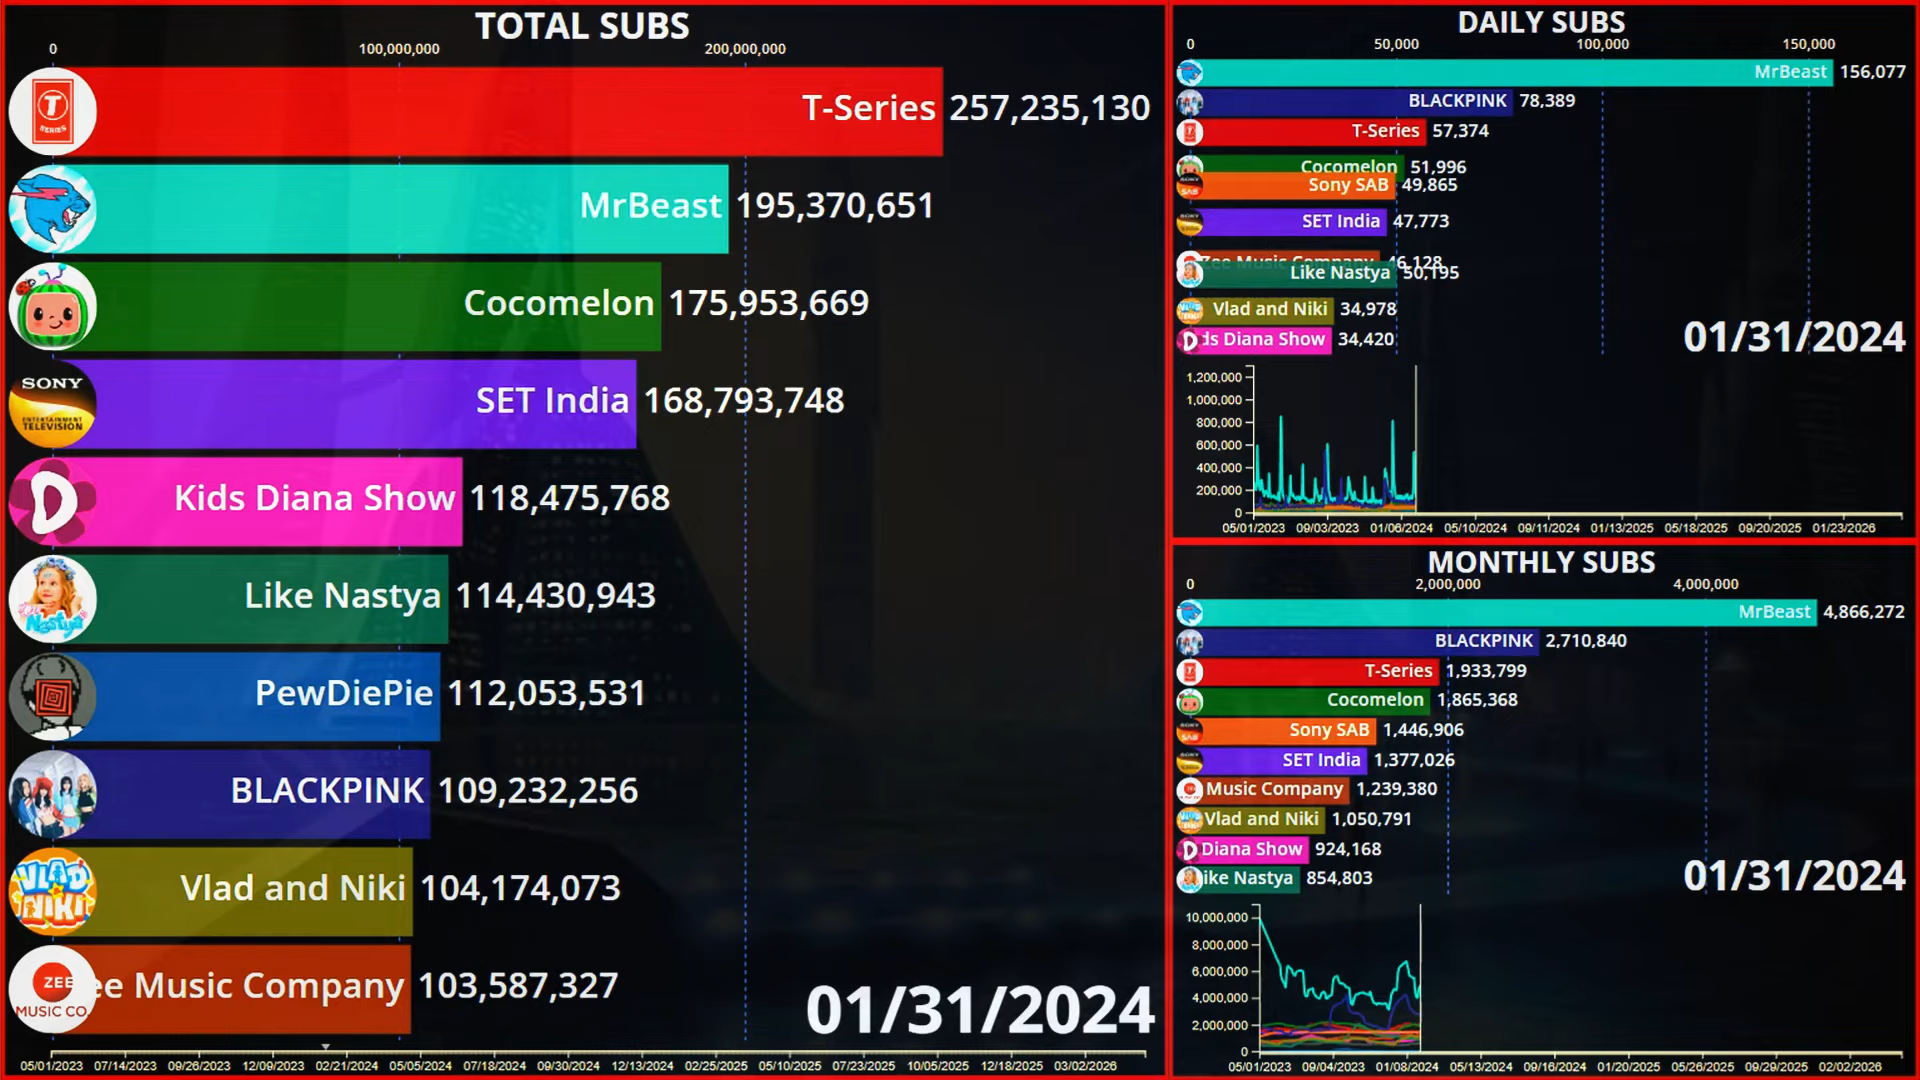 TOTAL SUBS
0 100,000,000 200,000,000
T-Series 257,235,130
MrBeast 195,370,651
Cocomelon 175,953,669
SONY
ENTERTAINMENT
TELEVISION
SET India 168,793,748
Kids Diana Show 118,475,768
Like Nastya 114,430,943
PewDiePie 112,053,531
BLACKPINK 109,232,256
VLAD
NIKI
Vlad and Niki 104,174,073
ZEE
MUSIC CO.
ee Music Company 103,587,327
01/31/2024
05/01/2023 07/14/2023 09/26/2023 12/09/2023 02/21/2024 05/05/2024 07/18/2024 09/30/2024 12/13/2024 02/25/2025 05/10/2025 07/23/2025 10/05/2025 12/18/2025 03/02/2026
DAILY SUBS
0 50,000 100,000 150,000
MrBeast 156,077
BLACKPINK 78,389
T-Series 57,374
Cocomelon 51,996
Sony SAB 49,865
SET India 47,773
Zee Music Company 46,128
Like Nastya 50,195
Vlad and Niki 34,978
ds Diana Show 34,420
01/31/2024
1,200,000
1,000,000
800,000
600,000
400,000
200,000
0
05/01/2023 09/03/2023 01/06/2024 05/10/2024 09/11/2024 01/13/2025 05/18/2025 09/20/2025 01/23/2026
MONTHLY SUBS
0 2,000,000 4,000,000
MrBeast 4,866,272
BLACKPINK 2,710,840
T-Series 1,933,799
Cocomelon 1,865,368
Sony SAB 1,446,906
SET India 1,377,026
Music Company 1,239,380
Vlad and Niki 1,050,791
Diana Show 924,168
ike Nastya 854,803
01/31/2024
10,000,000
8,000,000
6,000,000
4,000,000
2,000,000
0
05/01/2023 09/04/2023 01/08/2024 05/13/2024 09/16/2024 01/20/2025 05/26/2025 09/29/2025 02/02/2026